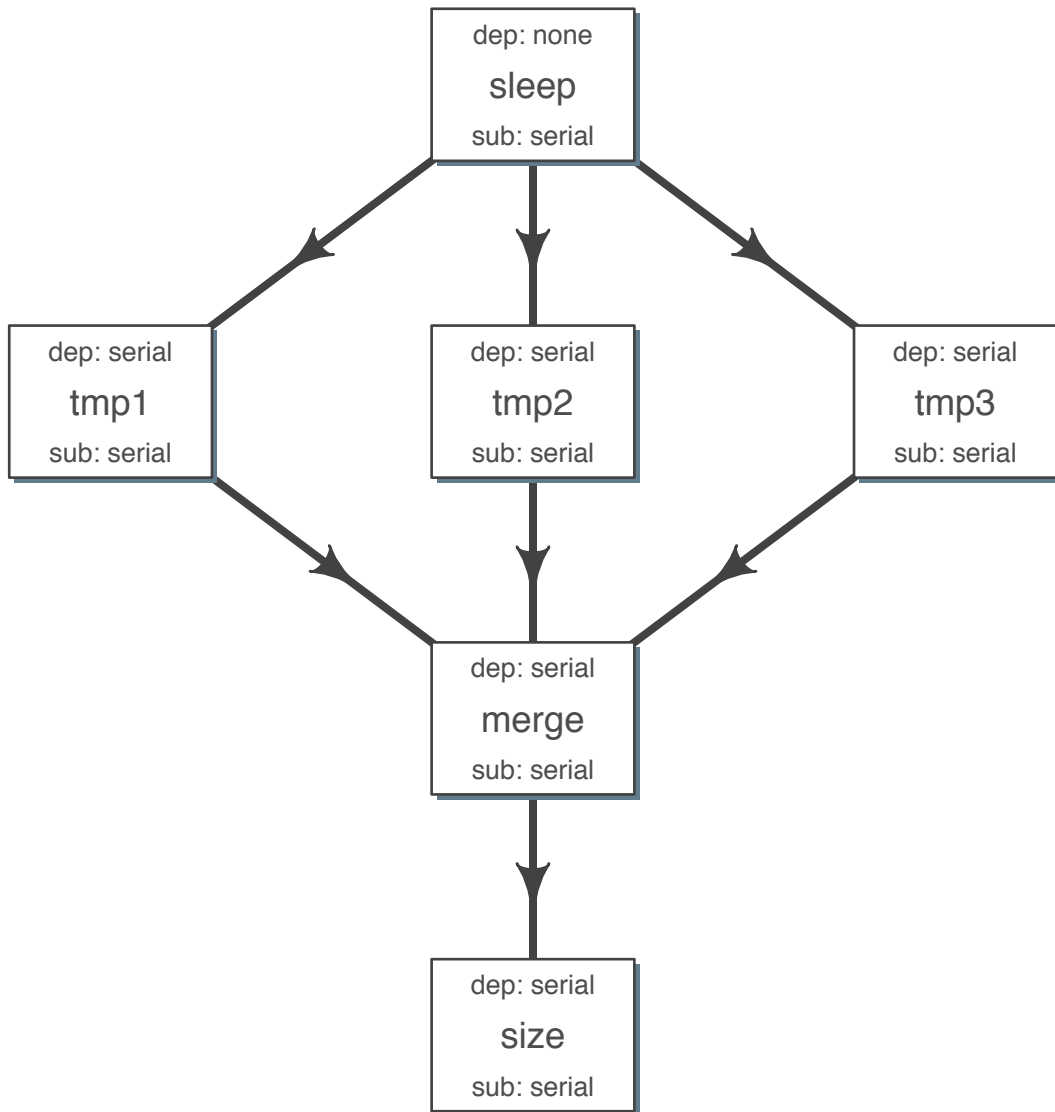 dep: none
sleep
sub: serial
dep: serial
tmp1
sub: serial
dep: serial
tmp2
sub: serial
dep: serial
tmp3
sub: serial
dep: serial
merge
sub: serial
dep: serial
size
sub: serial